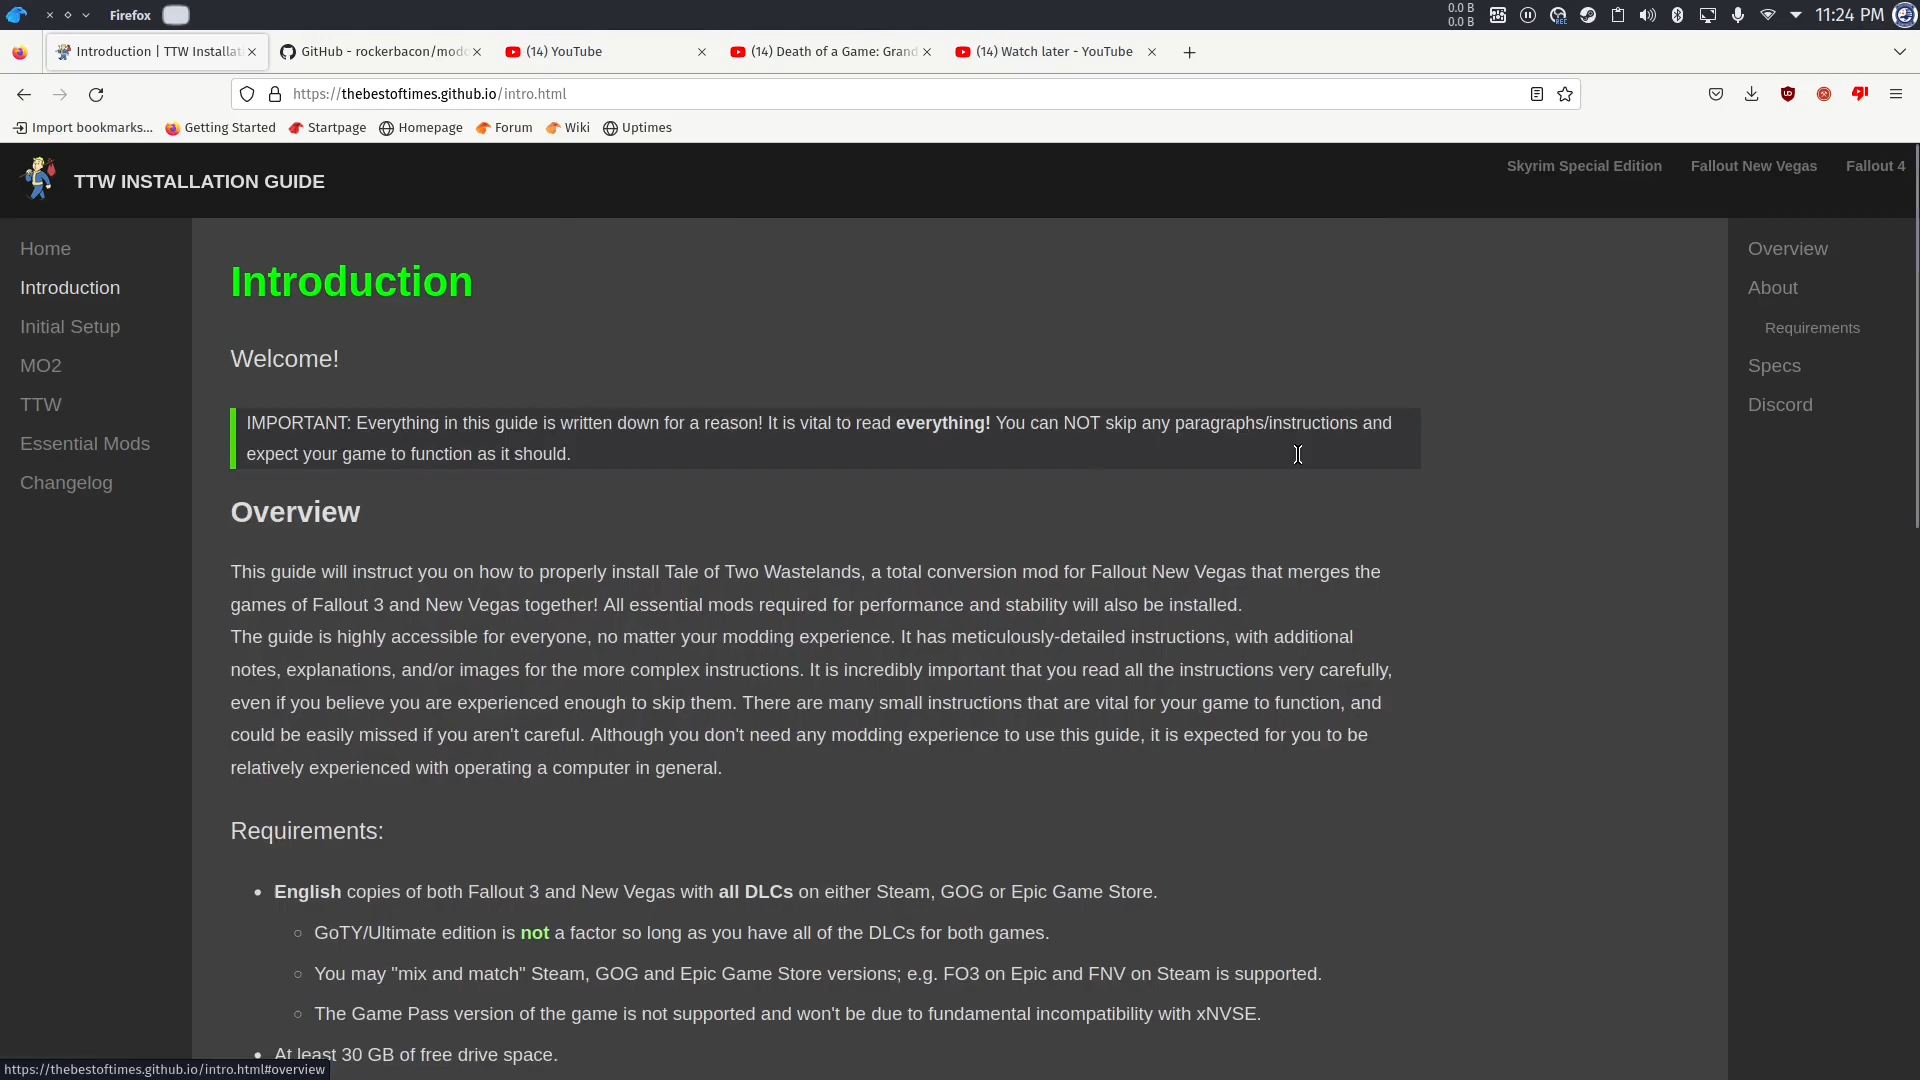 Firefox
0.0 B
0.0 B
REC
11:24 PM
Introduction | TTW Installat
GitHub - rockerbacon/modo
(14) YouTube
(14) Death of a Game: Grand
(14) Watch later - YouTube
https://thebestoftimes.github.io/intro.html
Import bookmarks...
Getting Started
Startpage
Homepage
Forum
Wiki
Uptimes
TTW INSTALLATION GUIDE
Skyrim Special Edition
Fallout New Vegas
Fallout 4
Home
Introduction
Initial Setup
MO2
TTW
Essential Mods
Changelog
Introduction
Welcome!
IMPORTANT: Everything in this guide is written down for a reason! It is vital to read everything! You can NOT skip any paragraphs/instructions and
expect your game to function as it should.
Overview
This guide will instruct you on how to properly install Tale of Two Wastelands, a total conversion mod for Fallout New Vegas that merges the
games of Fallout 3 and New Vegas together! All essential mods required for performance and stability will also be installed.
The guide is highly accessible for everyone, no matter your modding experience. It has meticulously-detailed instructions, with additional
notes, explanations, and/or images for the more complex instructions. It is incredibly important that you read all the instructions very carefully,
even if you believe you are experienced enough to skip them. There are many small instructions that are vital for your game to function, and
could be easily missed if you aren't careful. Although you don't need any modding experience to use this guide, it is expected for you to be
relatively experienced with operating a computer in general.
Requirements:
• English copies of both Fallout 3 and New Vegas with all DLCs on either Steam, GOG or Epic Game Store.
○ GoTY/Ultimate edition is not a factor so long as you have all of the DLCs for both games.
○ You may "mix and match" Steam, GOG and Epic Game Store versions; e.g. FO3 on Epic and FNV on Steam is supported.
○ The Game Pass version of the game is not supported and won't be due to fundamental incompatibility with xNVSE.
• At least 30 GB of free drive space.
Overview
About
Requirements
Specs
Discord
https://thebestoftimes.github.io/intro.html#overview